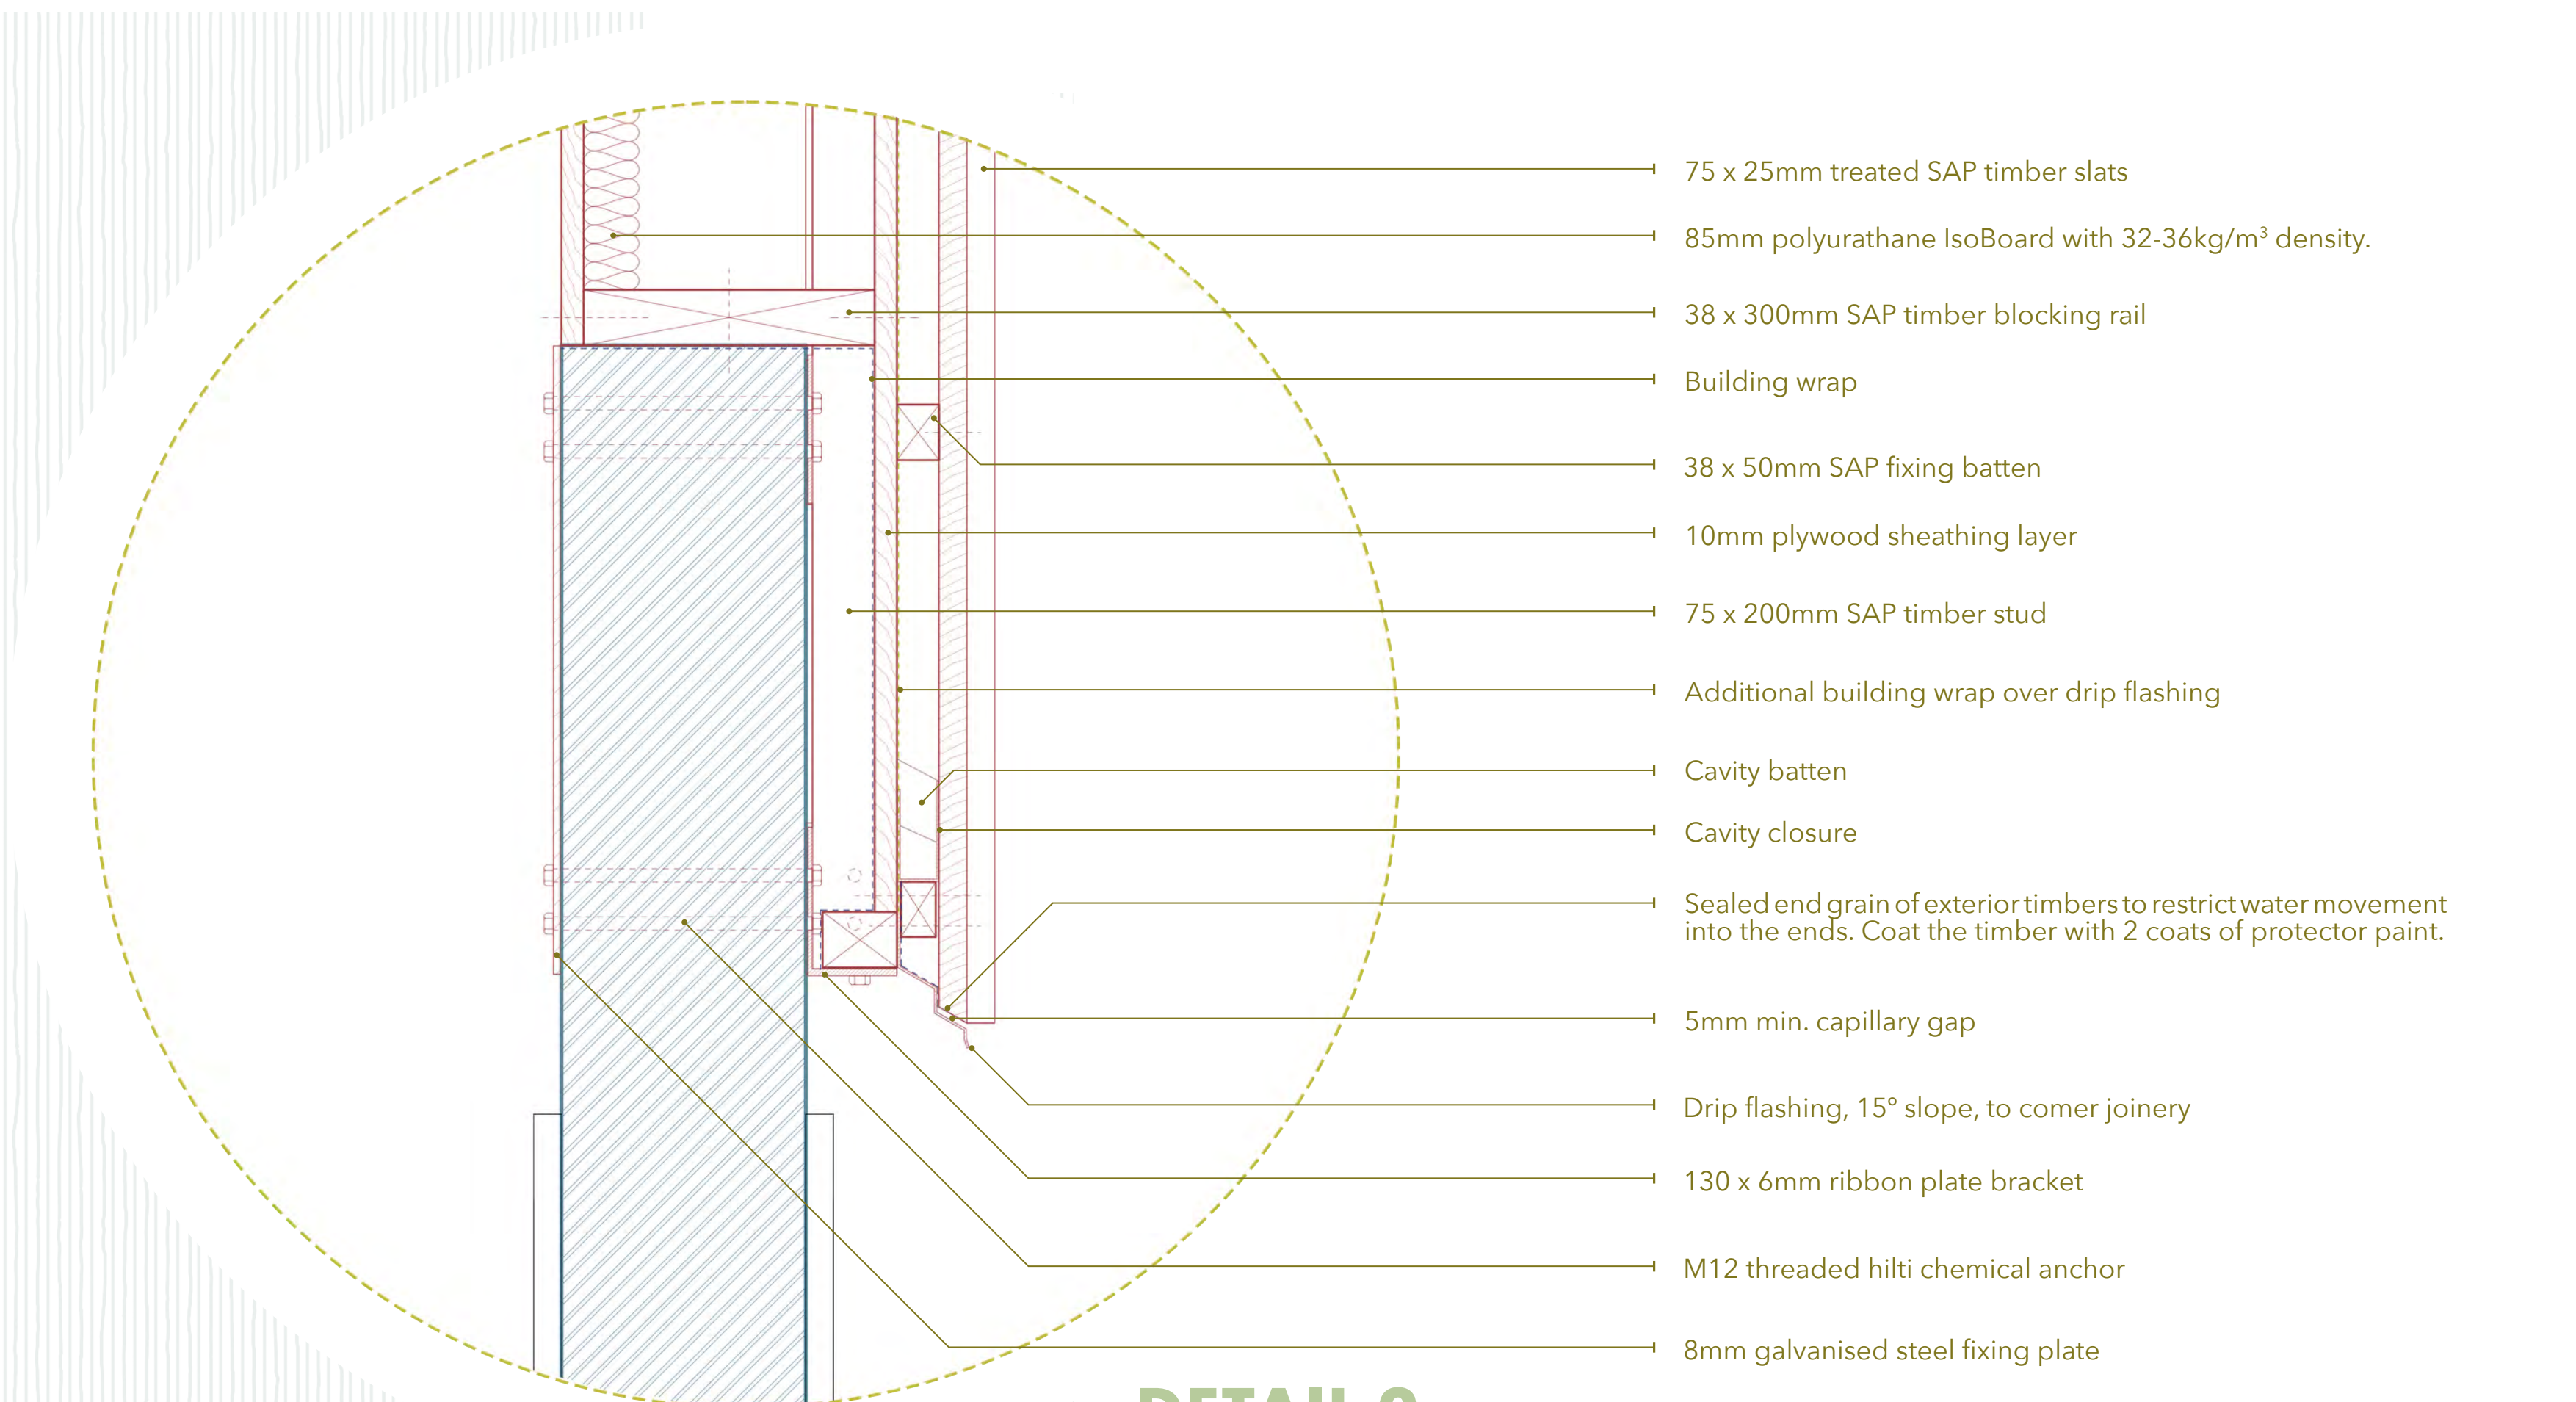 75 x 25mm treated SAP timber slats
85mm polyurathane IsoBoard with 32-36kg/m³ density.
38 x 300mm SAP timber blocking rail
Building wrap
38 x 50mm SAP fixing batten
10mm plywood sheathing layer
75 x 200mm SAP timber stud
Additional building wrap over drip flashing
Cavity batten
Cavity closure
Sealed end grain of exterior timbers to restrict water movement
into the ends. Coat the timber with 2 coats of protector paint.
5mm min. capillary gap
Drip flashing, 15° slope, to comer joinery
130 x 6mm ribbon plate bracket
M12 threaded hilti chemical anchor
8mm galvanised steel fixing plate
DETAIL